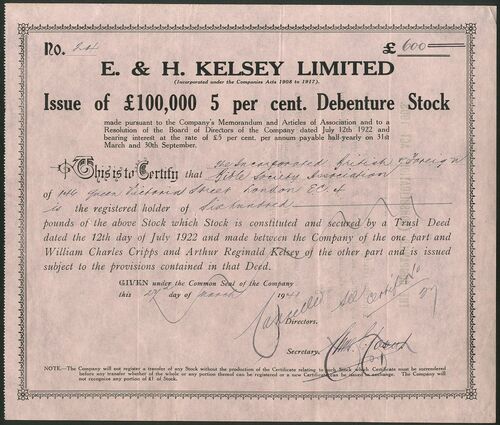 No. 24 £ 600
E. & H. KELSEY LIMITED
(Incorporated under the Companies Acts 1908 to 1917).
Issue of £100,000 5 per cent. Debenture Stock
made pursuant to the Company's Memorandum and Articles of Association and to a
Resolution of the Board of Directors of the Company dated July 12th 1922 and
bearing interest at the rate of £5 per cent. per annum payable half-yearly on 31st
March and 30th September.
This is to Certify that the Incorporated British & Foreign
Bible Society Association
of 146 Queen Victoria Street London EC 4
is the registered holder of Six hundred
pounds of the above Stock which Stock is constituted and secured by a Trust Deed
dated the 12th day of July 1922 and made between the Company of the one part and
William Charles Cripps and Arthur Reginald Kelsey of the other part and is issued
subject to the provisions contained in that Deed.
GIVEN under the Common Seal of the Company
this 27 day of March 1941
Cancelled See Certificate
Directors.
Secretary.
NOTE.—The Company will not register a transfer of any Stock without the production of the Certificate relating to such Stock which Certificate must be surrendered
before any transfer whether of the whole or any portion thereof can be registered or a new Certificate can be issued in exchange. The Company will
not recognize any portion of £1 of Stock.